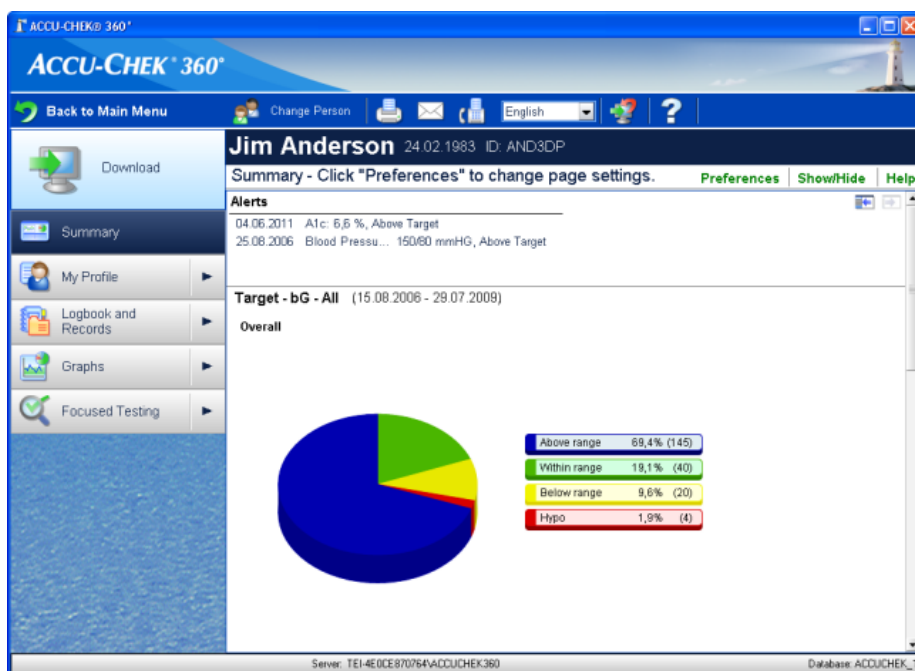 ACCU-CHEK® 360°
ACCU-CHEK® 360°
Back to Main Menu
Change Person
English
?
Download
Jim Anderson 24.02.1983 ID: AND3DP
Summary - Click "Preferences" to change page settings.
Preferences Show/Hide Help
Summary
My Profile
Logbook and
Records
Graphs
Focused Testing
Alerts
04.06.2011 A1c: 6,6 %, Above Target
25.08.2006 Blood Pressu... 150/80 mmHG, Above Target
Target - bG - All (15.08.2006 - 29.07.2009)
Overall
Above range 69,4% (145)
Within range 19,1% (40)
Below range 9,6% (20)
Hypo 1,9% (4)
Server: TEI-4E0CE870764\ACCUCHEK360
Database: ACCUCHEK_